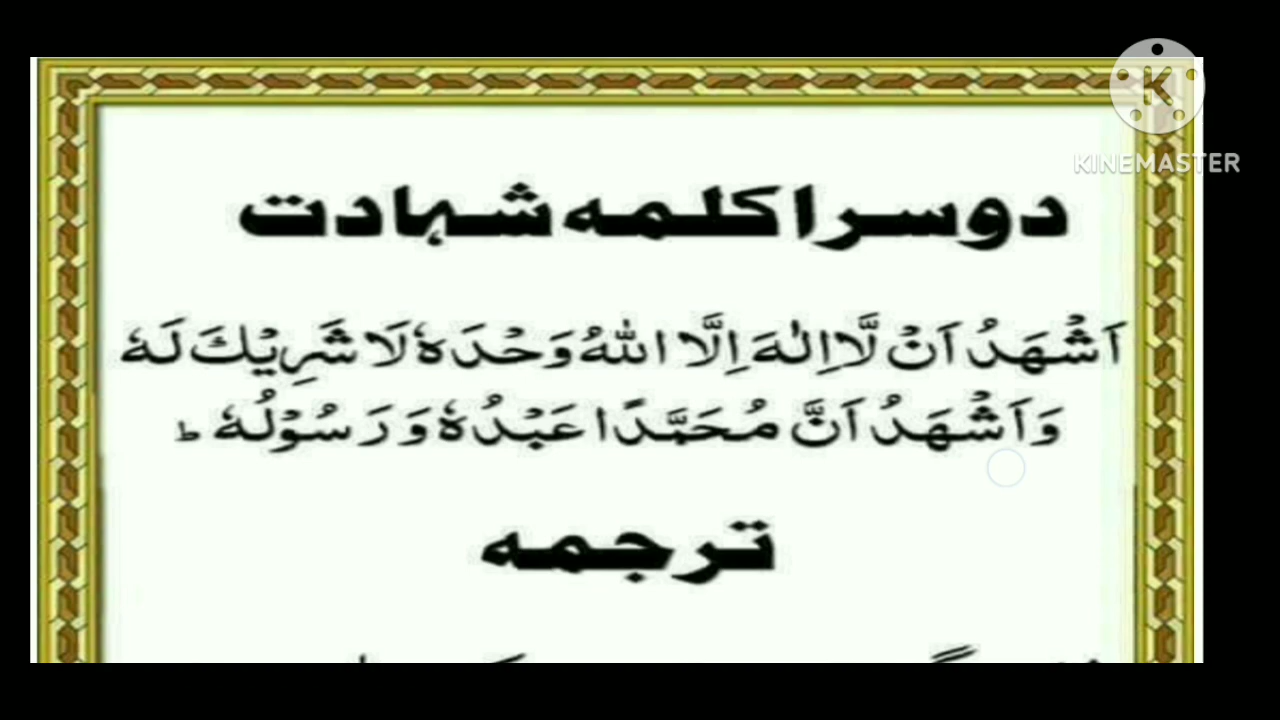 KINEMASTER
دوسرا کلمہ شہادت
اَشْهَدُ اَنْ لَّا اِلٰهَ اِلَّا اللّٰهُ وَحْدَهٗ لَا شَرِيْكَ لَهٗ
وَاَشْهَدُ اَنَّ مُحَمَّدًا عَبْدُهٗ وَرَسُوْلُهٗ ط
ترجمہ